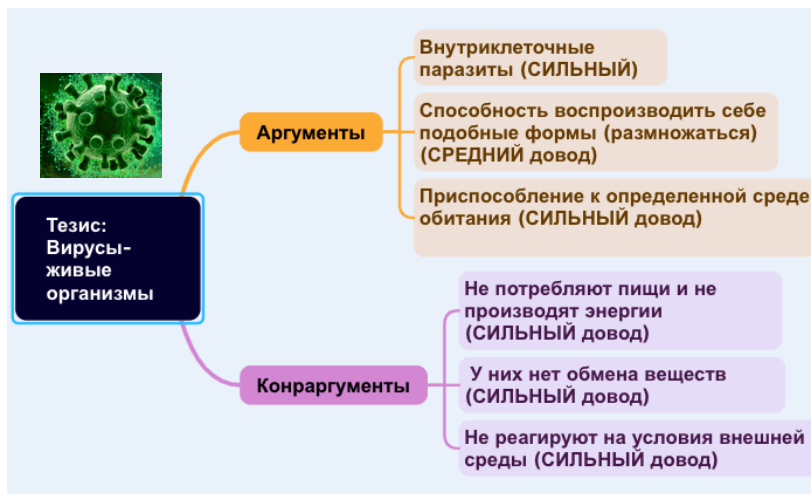 Внутриклеточные
паразиты (СИЛЬНЫЙ)
Аргументы
Способность воспроизводить себе
подобные формы (размножаться)
(СРЕДНИЙ довод)
Приспособление к определенной среде
обитания (СИЛЬНЫЙ довод)
Тезис:
Вирусы-
живые
организмы
Не потребляют пищи и не
производят энергии
(СИЛЬНЫЙ довод)
Конраргументы
У них нет обмена веществ
(СИЛЬНЫЙ довод)
Не реагируют на условия внешней
среды (СИЛЬНЫЙ довод)